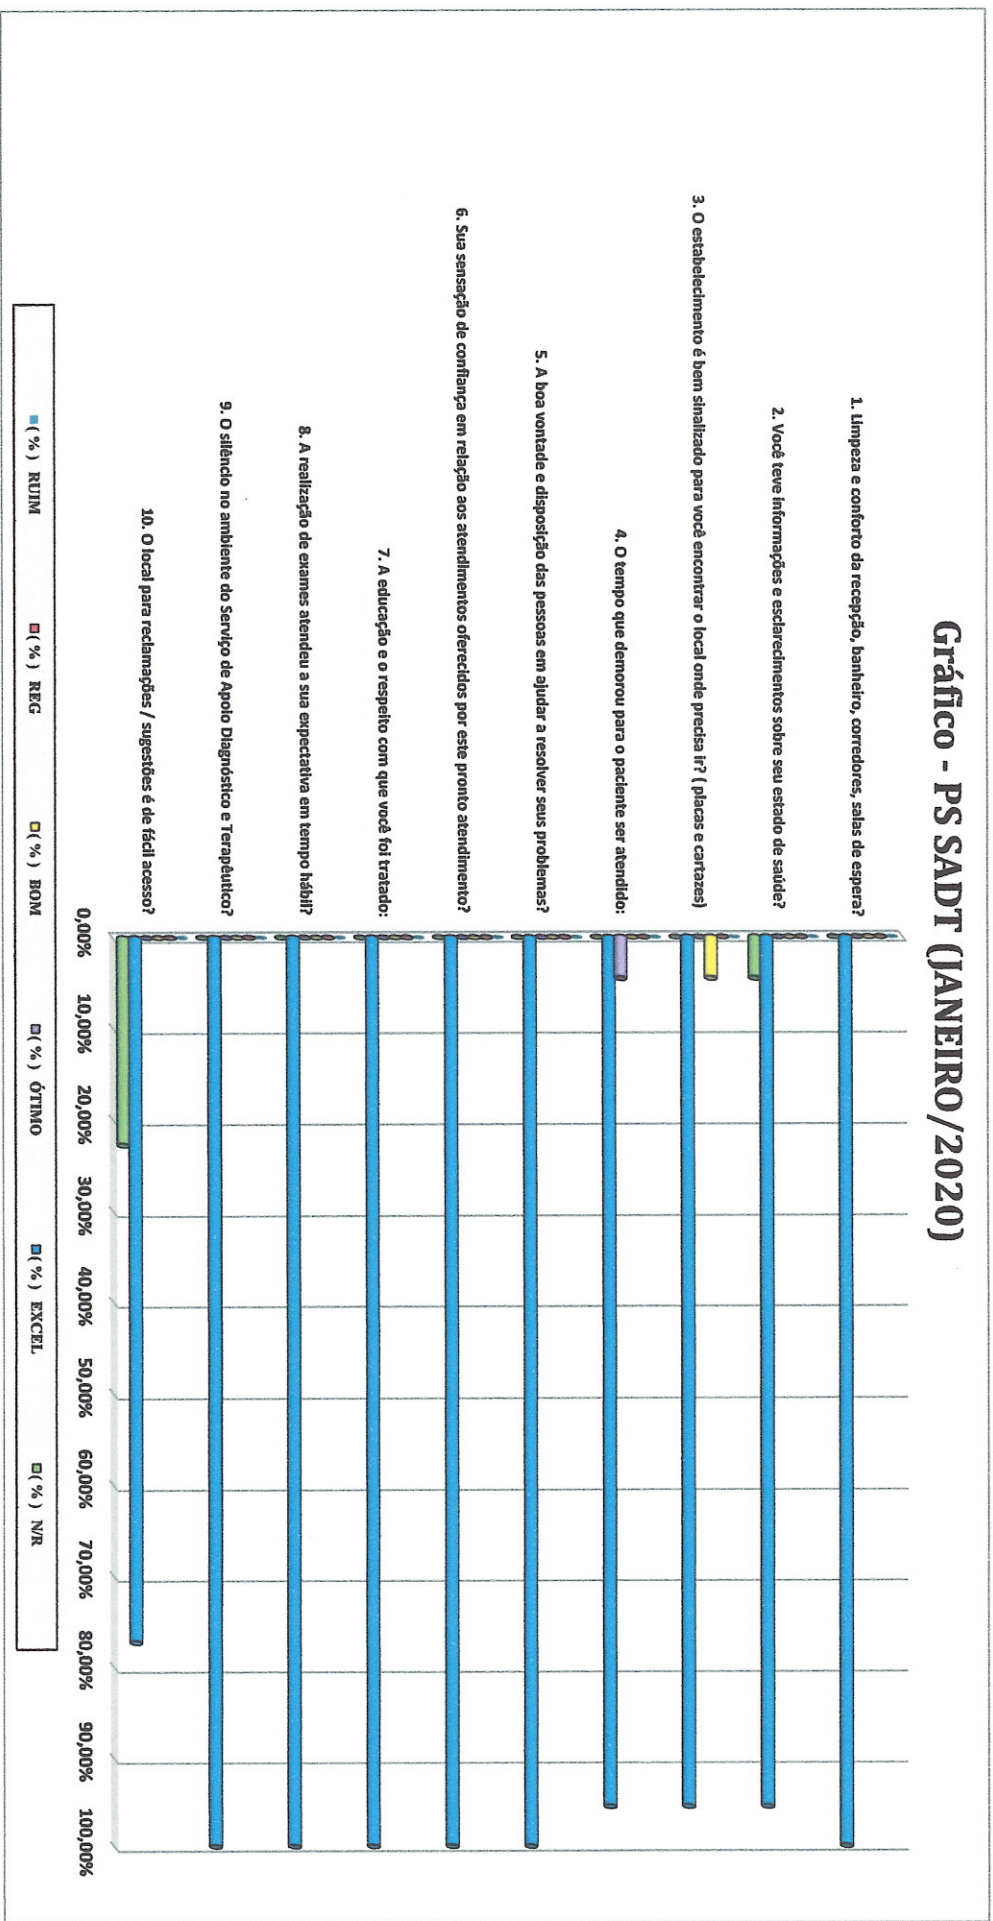 Gráfico - PS SADT (JANEIRO/2020)
1. Limpeza e conforto da recepção, banheiro, corredores, salas de espera?
2. Você teve informações e esclarecimentos sobre seu estado de saúde?
3. O estabelecimento é bem sinalizado para você encontrar o local onde precisa ir? ( placas e cartazes)
4. O tempo que demorou para o paciente ser atendido:
5. A boa vontade e disposição das pessoas em ajudar a resolver seus problemas?
6. Sua sensação de confiança em relação aos atendimentos oferecidos por este pronto atendimento?
7. A educação e o respeito com que você foi tratado:
8. A realização de exames atendeu a sua expectativa em tempo hábil?
9. O silêncio no ambiente do Serviço de Apoio Diagnóstico e Terapêutico?
10. O local para reclamações / sugestões é de fácil acesso?
0,00% 10,00% 20,00% 30,00% 40,00% 50,00% 60,00% 70,00% 80,00% 90,00% 100,00%
( % ) RUIM ( % ) REG ( % ) BOM ( % ) ÓTIMO ( % ) EXCEL ( % ) N/R